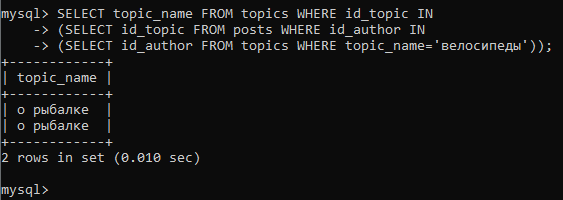 mysql> SELECT topic_name FROM topics WHERE id_topic IN
    -> (SELECT id_topic FROM posts WHERE id_author IN
    -> (SELECT id_author FROM topics WHERE topic_name='велосипеды'));
+------------+
| topic_name |
+------------+
| о рыбалке  |
| о рыбалке  |
+------------+
2 rows in set (0.010 sec)
mysql>